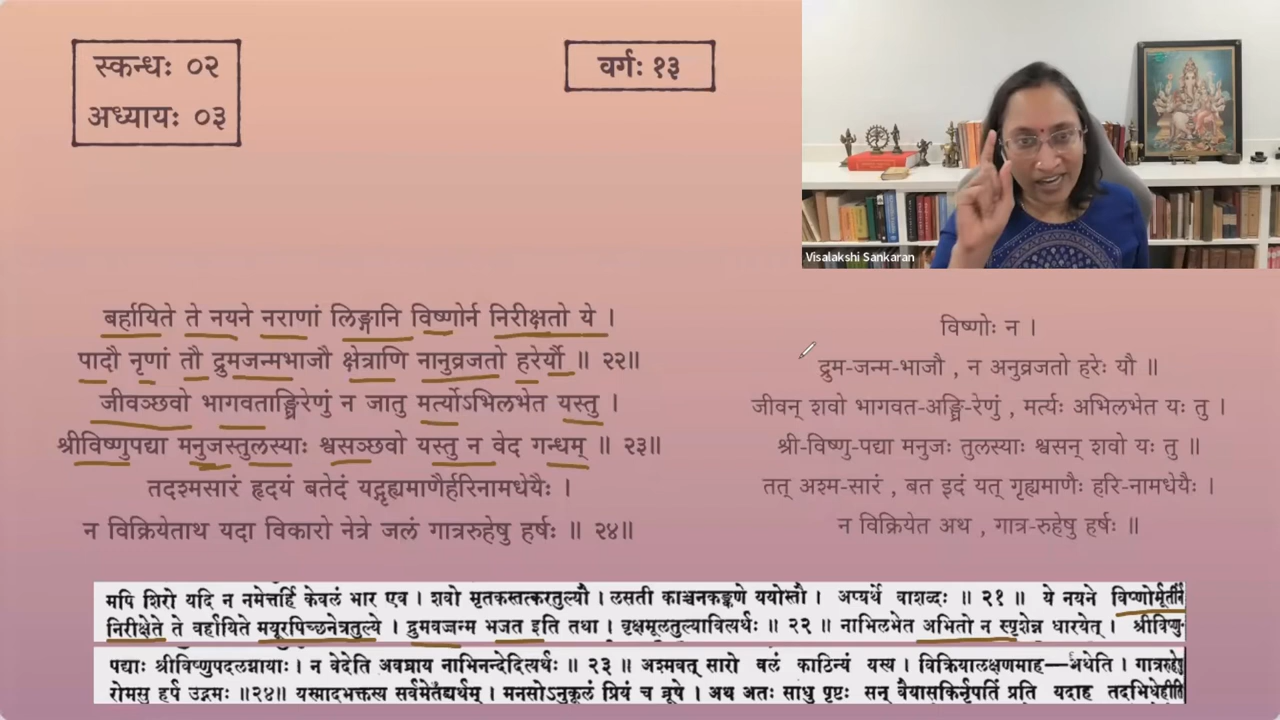 स्कन्धः ०२
अध्यायः ०३
वर्गः १३
Visalakshi Sankaran
बर्हायिते ते नयने नराणां लिङ्गानि विष्णोर्न निरीक्षतो ये ।
पादौ नृणां तौ द्रुमजन्मभाजौ क्षेत्राणि नानुव्रजतो हरेर्यौ ॥ २२॥
जीवञ्छवो भागवताङ्घ्रिरेणुं न जातु मर्त्योऽभिलभेत यस्तु ।
श्रीविष्णुपद्या मनुजस्तुलस्याः श्वसञ्छवो यस्तु न वेद गन्धम् ॥ २३॥
तदश्मसारं हृदयं बतेदं यद्गृह्यमाणैर्हरिनामधेयैः ।
न विक्रियेताथ यदा विकारो नेत्रे जलं गात्ररुहेषु हर्षः ॥ २४॥
विष्णोः न ।
द्रुम-जन्म-भाजौ , न अनुव्रजतो हरेः यौ ॥
जीवन् शवो भागवत-अङ्घ्रि-रेणुं , मर्त्यः अभिलभेत यः तु ।
श्री-विष्णु-पद्या मनुजः तुलस्याः श्वसन् शवो यः तु ॥
तत् अश्म-सारं , बत इदं यत् गृह्यमाणैः हरि-नामधेयैः ।
न विक्रियेत अथ , गात्र-रुहेषु हर्षः ॥
मपि शिरो यदि न नमेत्तर्हि केवलं भार एव । शवो मृतकस्तत्करतुल्यौ । लसती काञ्चनकङ्कणे ययोस्तौ । अप्यर्थे वाशब्दः ॥ २१ ॥ ये नयने विष्णोर्मूर्तीर्न
निरीक्षेते ते बर्हायिते मयूरपिच्छनेत्रतुल्ये । द्रुमवज्जन्म भजत इति तथा । वृक्षमूलतुल्यावित्यर्थः ॥ २२ ॥ नाभिलभेत अभितो न स्पृशेन्न धारयेत् । श्रीविष्णु-
पद्याः श्रीविष्णुपदलग्नायाः । न वेदेति अवघ्राय नाभिनन्देदित्यर्थः ॥ २३ ॥ अश्मवत् सारो बलं काठिन्यं यस्य । विक्रियालक्षणमाह—अथेति । गात्ररुहेषु
रोमसु हर्ष उद्गमः ॥२४॥ यस्मादभक्तस्य सर्वमेतद्व्यर्थम् । मनसोऽनुकूलं प्रियं च ब्रूषे । अथ अतः साधु पृष्टः सन् वैयासकिर्नृपतिं प्रति यदाह तदभिधेहीति